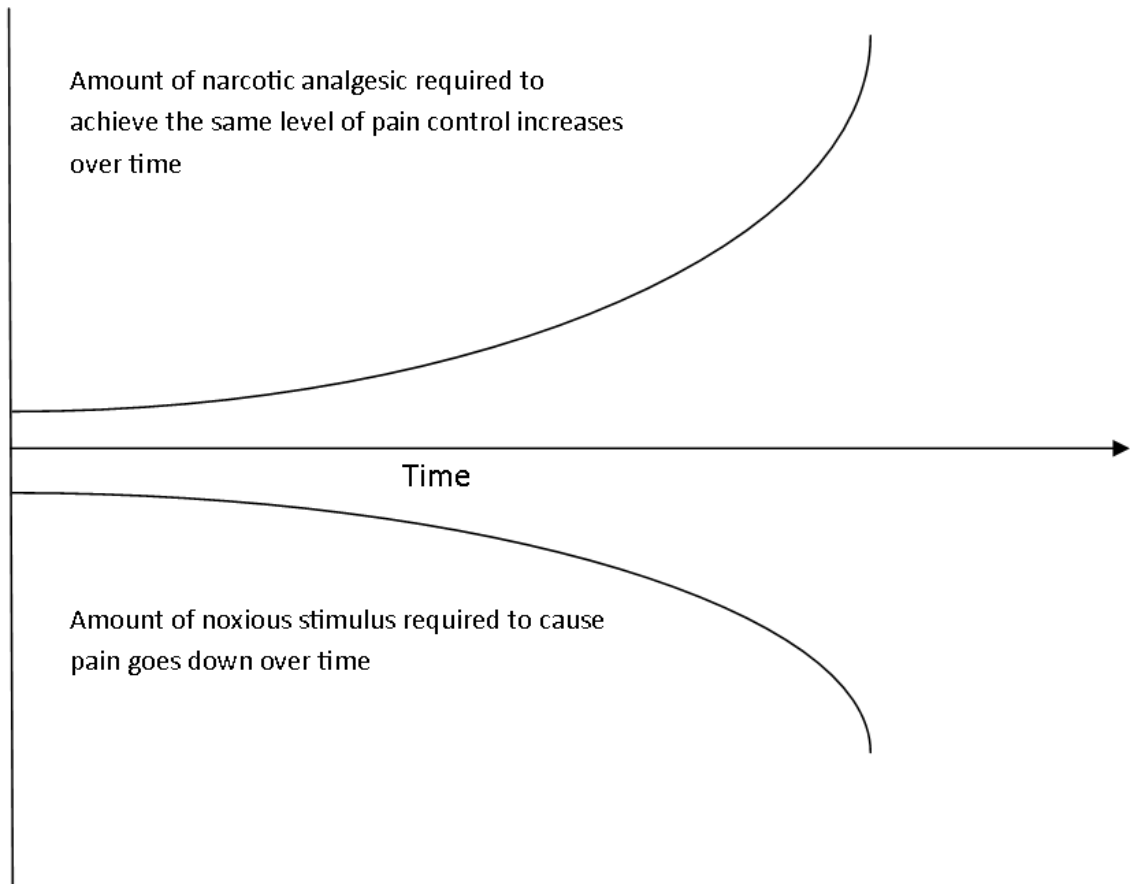 Amount of narcotic analgesic required to
achieve the same level of pain control increases
over time
Time
Amount of noxious stimulus required to cause
pain goes down over time